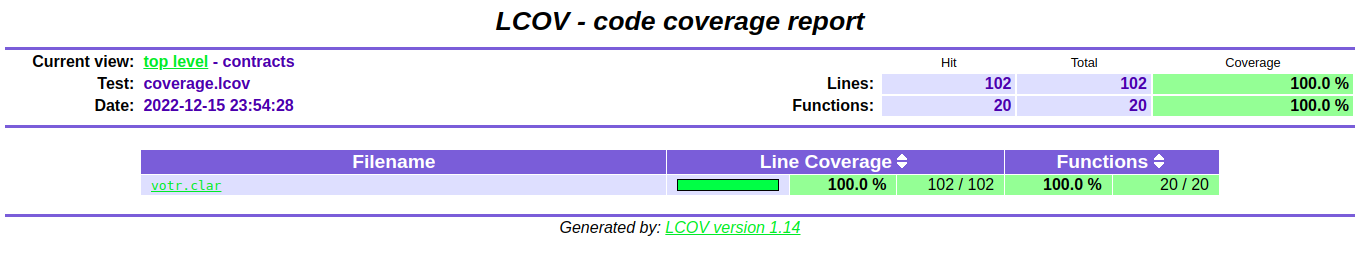 LCOV - code coverage report
Current view: top level - contracts Hit Total Coverage
Test: coverage.lcov Lines: 102 102 100.0 %
Date: 2022-12-15 23:54:28 Functions: 20 20 100.0 %
Filename Line Coverage Functions
votr.clar 100.0 % 102 / 102 100.0 % 20 / 20
Generated by: LCOV version 1.14